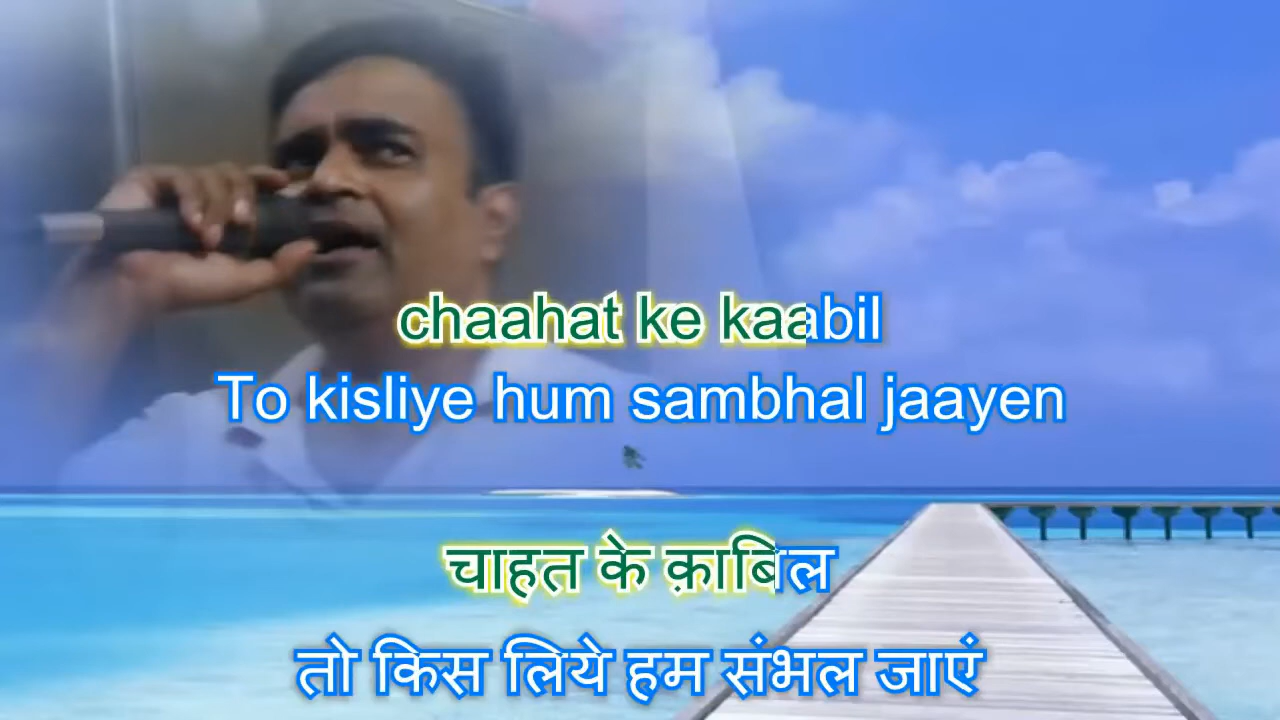 chaahat ke kaabil
To kisliye hum sambhal jaayen
चाहत के क़ाबिल
तो किस लिये हम संभल जाएं